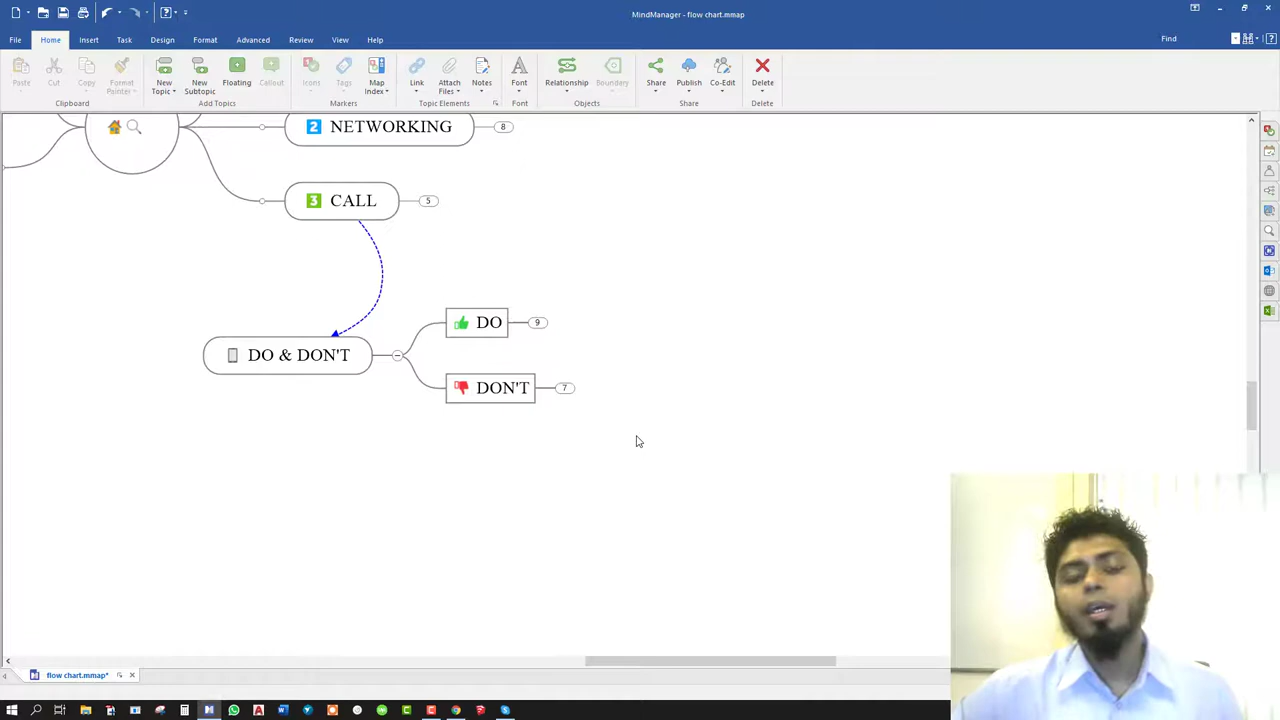 MindManager - flow chart.mmap
File Home Insert Task Design Format Advanced Review View Help Find
Paste Cut Copy Format Painter New Topic New Subtopic Floating Callout Icons Tags Map Index Link Attach Files Notes Font Relationship Boundary Share Publish Co-Edit Delete
Clipboard Add Topics Markers Topic Elements Font Objects Share Delete
2 NETWORKING 8
3 CALL 5
DO 9
DO & DON'T
DON'T 7
flow chart.mmap*